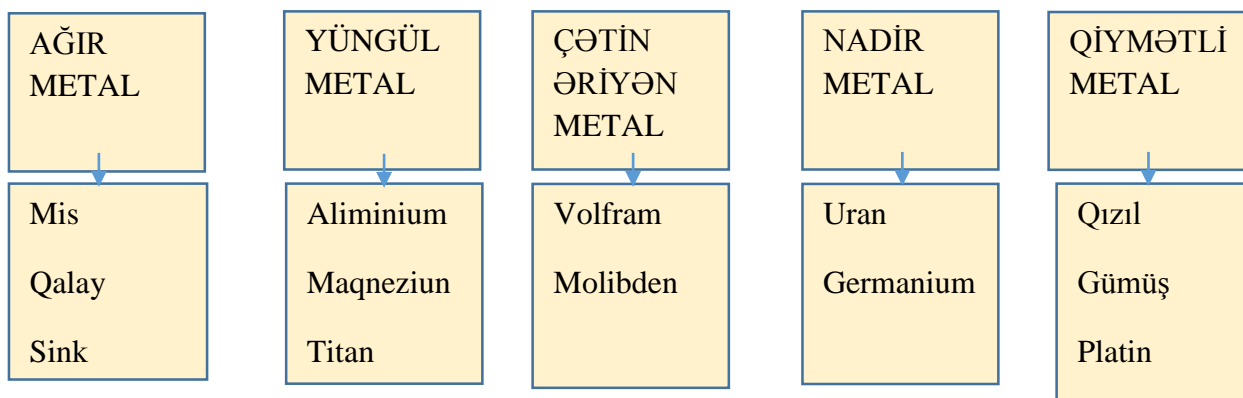 AĞIR
METAL
YÜNGÜL
METAL
ÇƏTİN
ƏRİYƏN
METAL
NADİR
METAL
QİYMƏTLİ
METAL
Mis
Qalay
Sink
Aliminium
Maqneziun
Titan
Volfram
Molibden
Uran
Germanium
Qızıl
Gümüş
Platin